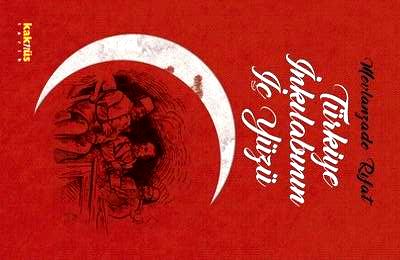 Mevlanzade Rıfat
Türkiye
İnkılabının
İç Yüzü
kaknüs